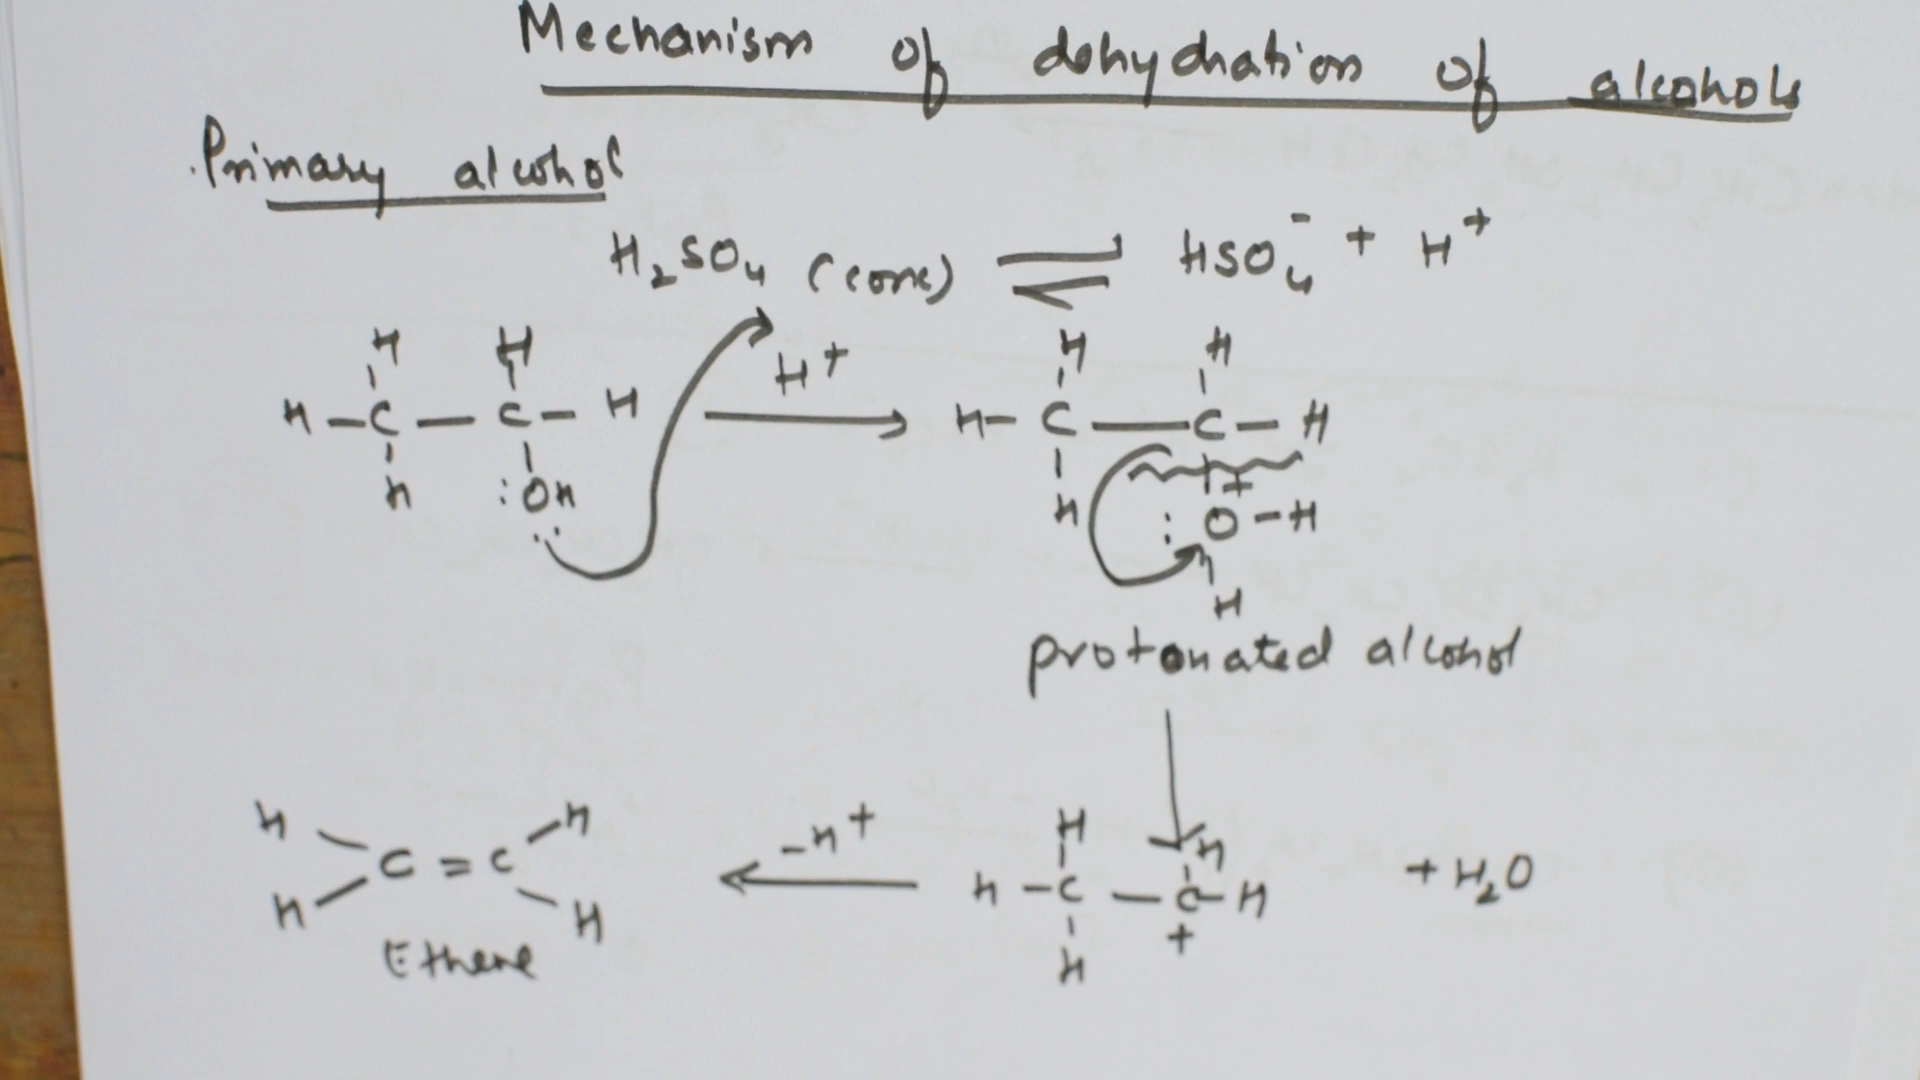 Mechanism of dehydration of alcohols
Primary alcohol
H₂SO₄ (conc) ⇌ HSO₄⁻ + H⁺
H H H⁺ H H
H – C – C – H → H – C – C – H
H :OH H : O⁺ – H
H
protonated alcohol
H H –H⁺ H H
C = C ← H – C – C – H + H₂O
H H H +
Ethene